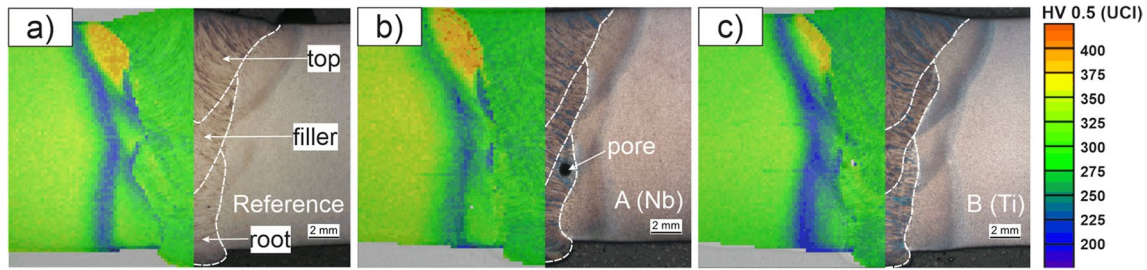 a)
top
filler
Reference
root
2 mm
b)
pore
A (Nb)
2 mm
c)
B (Ti)
2 mm
HV 0.5 (UCI)
400
375
350
325
300
275
250
225
200